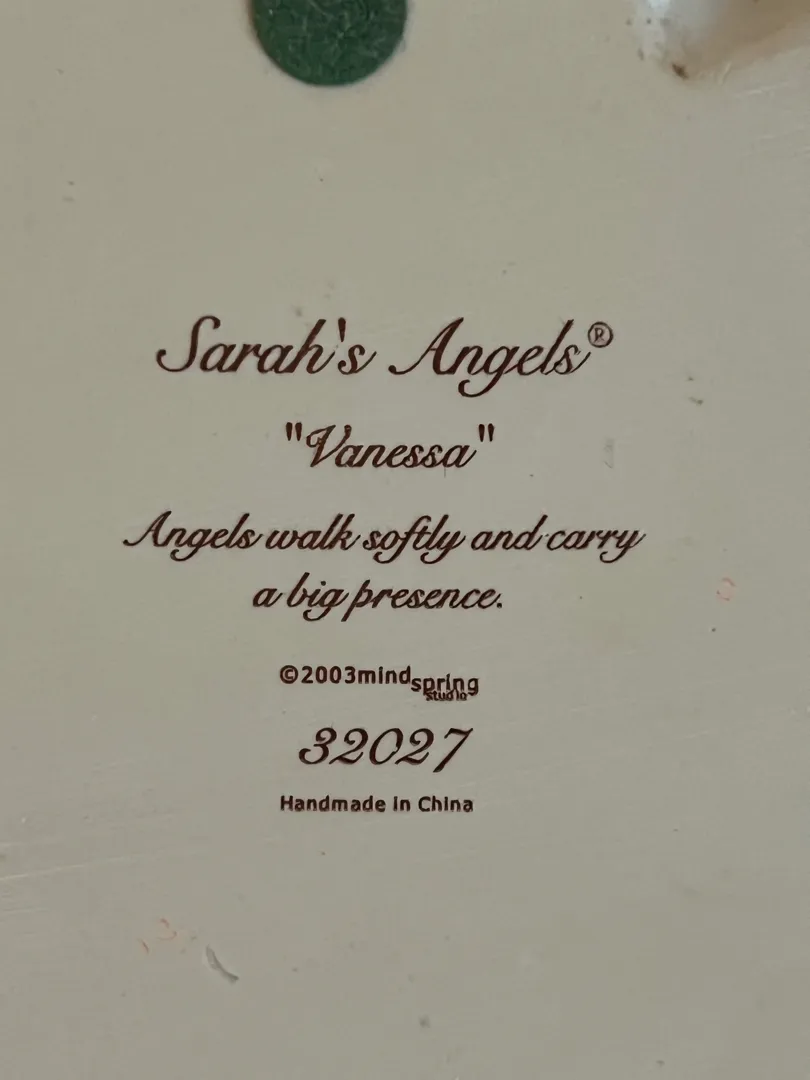 Sarah's Angels®
"Vanessa"
Angels walk softly and carry
a big presence.
©2003mindspring
studio
32027
Handmade in China